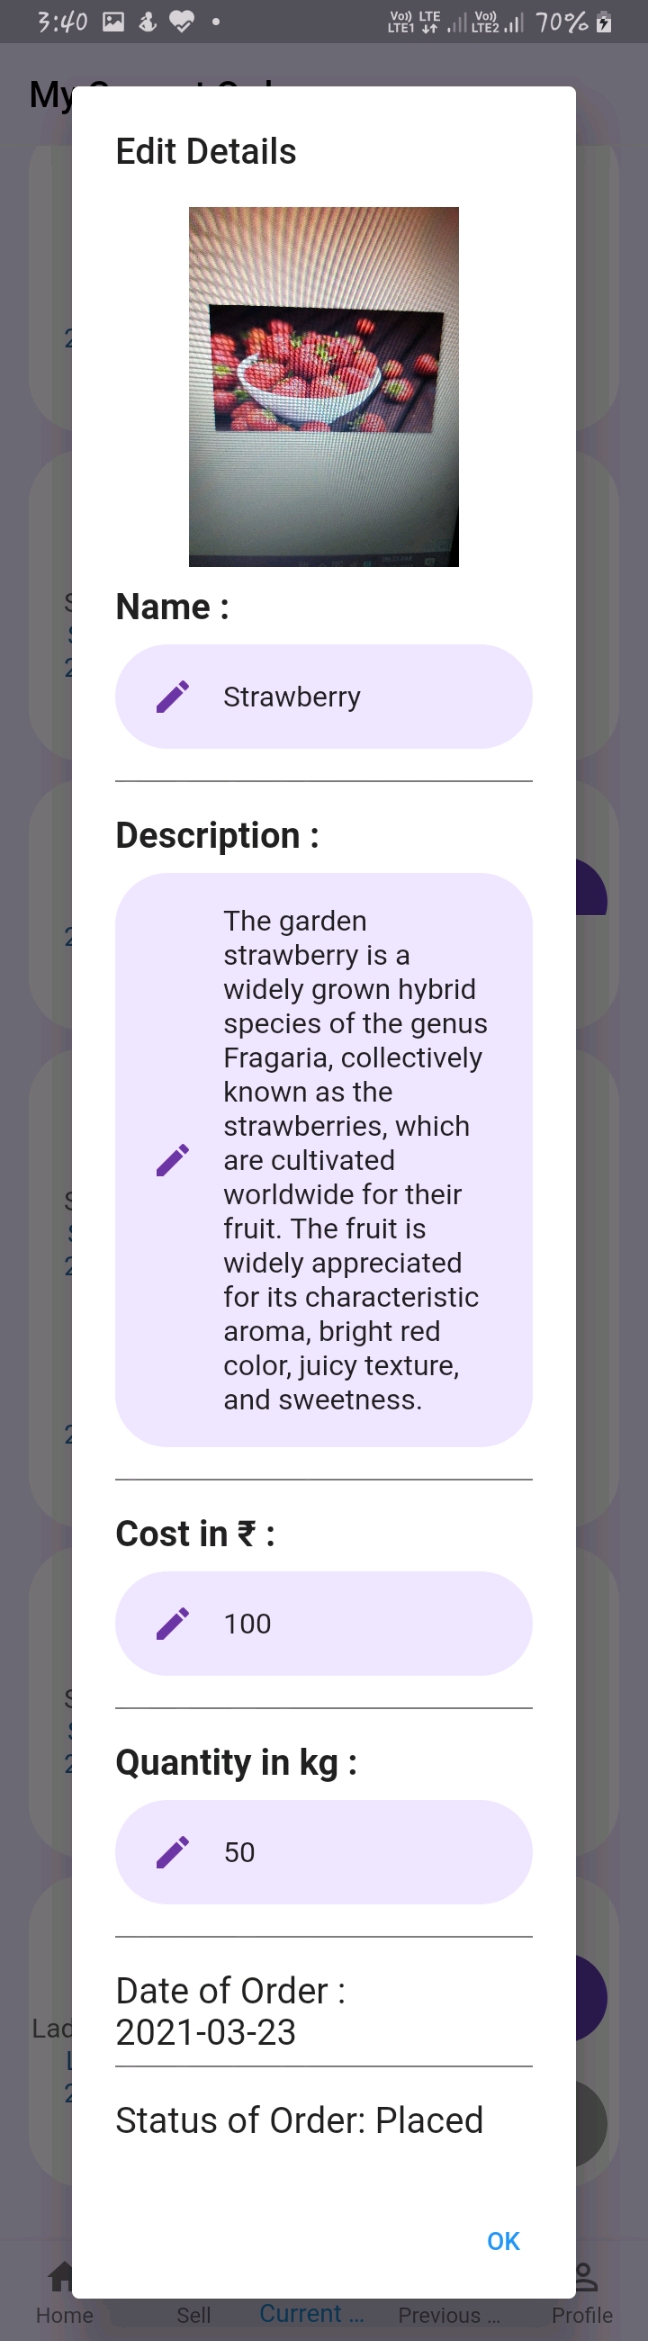 3:40
Vo) LTE Vo) 70%
LTE1 LTE2
My
Edit Details
Name :
Strawberry
Description :
The garden
strawberry is a
widely grown hybrid
species of the genus
Fragaria, collectively
known as the
strawberries, which
are cultivated
worldwide for their
fruit. The fruit is
widely appreciated
for its characteristic
aroma, bright red
color, juicy texture,
and sweetness.
Cost in ₹ :
100
Quantity in kg :
50
Date of Order :
2021-03-23
Status of Order: Placed
Lad
OK
Home Sell Current ... Previous ... Profile